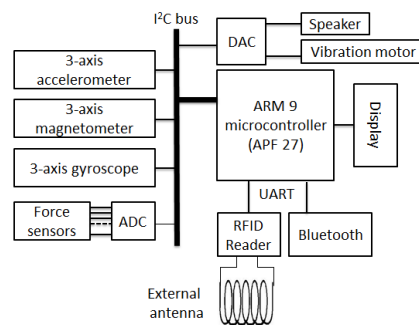 I²C bus
Speaker
DAC
Vibration motor
3-axis
accelerometer
3-axis
magnetometer
ARM 9
microcontroller
(APF 27)
Display
3-axis gyroscope
Force
sensors
ADC
UART
RFID
Reader
Bluetooth
External
antenna